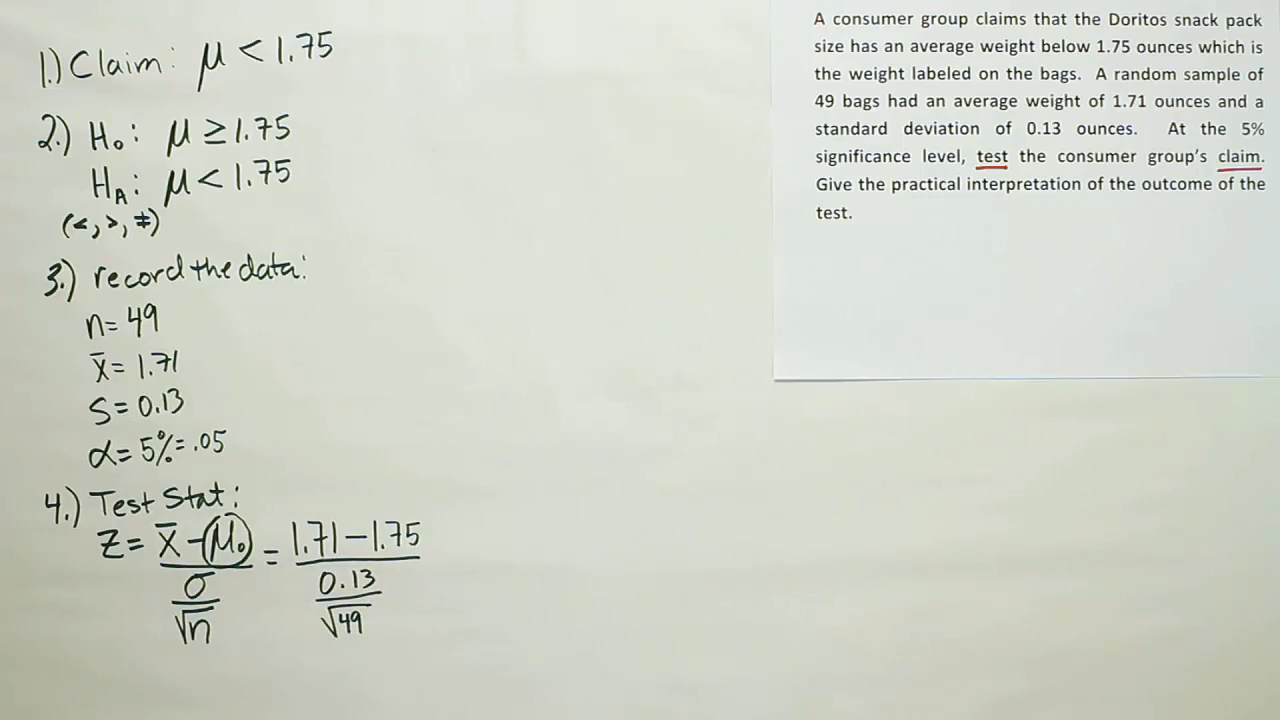 1.) Claim: μ < 1.75
2.) H₀: μ ≥ 1.75
H_A: μ < 1.75
(<, >, ≠)
3.) record the data:
n = 49
x̄ = 1.71
S = 0.13
α = 5% = .05
4.) Test Stat:
Z = (x̄ − μ₀)/(σ/√n) = (1.71 − 1.75)/(0.13/√49)
A consumer group claims that the Doritos snack pack
size has an average weight below 1.75 ounces which is
the weight labeled on the bags. A random sample of
49 bags had an average weight of 1.71 ounces and a
standard deviation of 0.13 ounces. At the 5%
significance level, test the consumer group's claim.
Give the practical interpretation of the outcome of the
test.